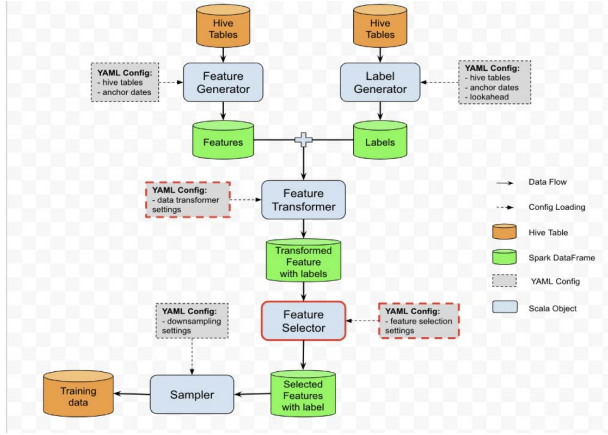 Hive
Tables
Hive
Tables
YAML Config:
- hive tables
- anchor dates
Feature
Generator
Label
Generator
YAML Config:
- hive tables
- anchor dates
- lookahead
Features
Labels
YAML Config:
- data transformer
settings
Feature
Transformer
Data Flow
Config Loading
Hive Table
Spark DataFrame
YAML Config
Scala Object
Transformed
Feature
with labels
YAML Config:
- downsampling
settings
Feature
Selector
YAML Config:
- feature selection
settings
Training
data
Sampler
Selected
Features
with label